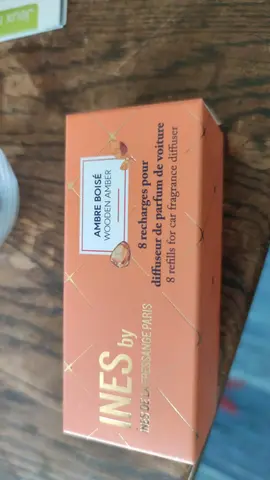 INES by
INES DE LA FRESSANGE PARIS
AMBRE BOISÉ
WOODEN AMBER
8 recharges pour
diffuseur de parfum de voiture
8 refills for car fragrance diffuser